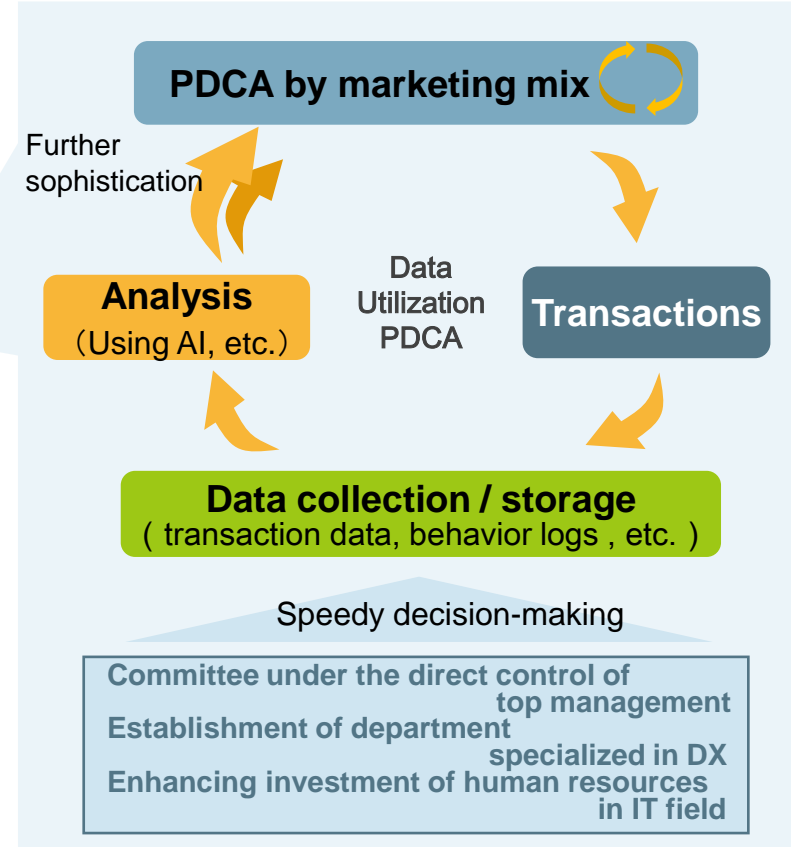 PDCA by marketing mix
Further
sophistication
Analysis
（Using AI, etc.）
Data
Utilization
PDCA
Transactions
Data collection / storage
( transaction data, behavior logs , etc. )
Speedy decision-making
Committee under the direct control of
top management
Establishment of department
specialized in DX
Enhancing investment of human resources
in IT field